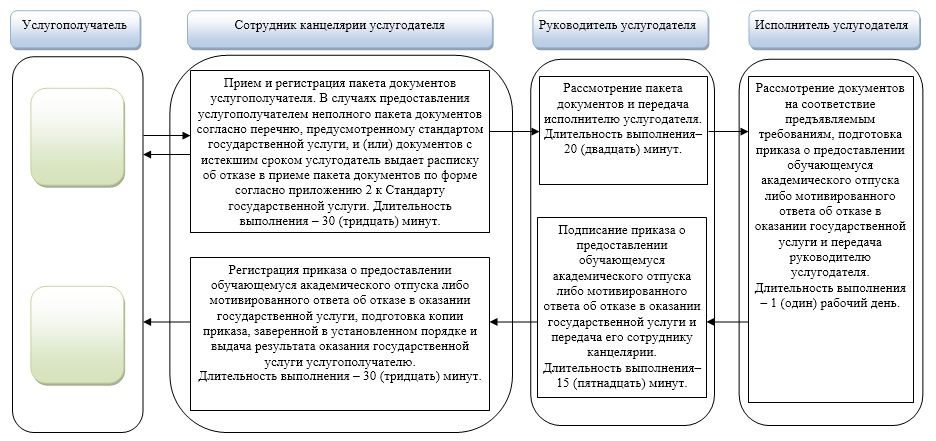 Услугополучатель
Сотрудник канцелярии услугодателя
Руководитель услугодателя
Исполнитель услугодателя
Прием и регистрация пакета документов
услугополучателя. В случаях предоставления
услугополучателем неполного пакета документов
согласно перечню, предусмотренному стандартом
государственной услуги, и (или) документов с
истекшим сроком услугодатель выдает расписку
об отказе в приеме пакета документов по форме
согласно приложению 2 к Стандарту
государственной услуги. Длительность
выполнения – 30 (тридцать) минут.
Рассмотрение пакета
документов и передача
исполнителю услугодателя.
Длительность выполнения–
20 (двадцать) минут.
Рассмотрение документов
на соответствие
предъявляемым
требованиям, подготовка
приказа о предоставлении
обучающемуся
академического отпуска
либо мотивированного
ответа об отказе в
оказании государственной
услуги и передача
руководителю
услугодателя.
Длительность выполнения
– 1 (один) рабочий день.
Подписание приказа о
предоставлении
обучающемуся
академического отпуска
либо мотивированного
ответа об отказе в оказании
государственной услуги и
передача его сотруднику
канцелярии.
Длительность выполнения–
15 (пятнадцать) минут.
Регистрация приказа о предоставлении
обучающемуся академического отпуска либо
мотивированного ответа об отказе в оказании
государственной услуги, подготовка копии
приказа, заверенной в установленном порядке и
выдача результата оказания государственной
услуги услугополучателю.
Длительность выполнения – 30 (тридцать) минут.